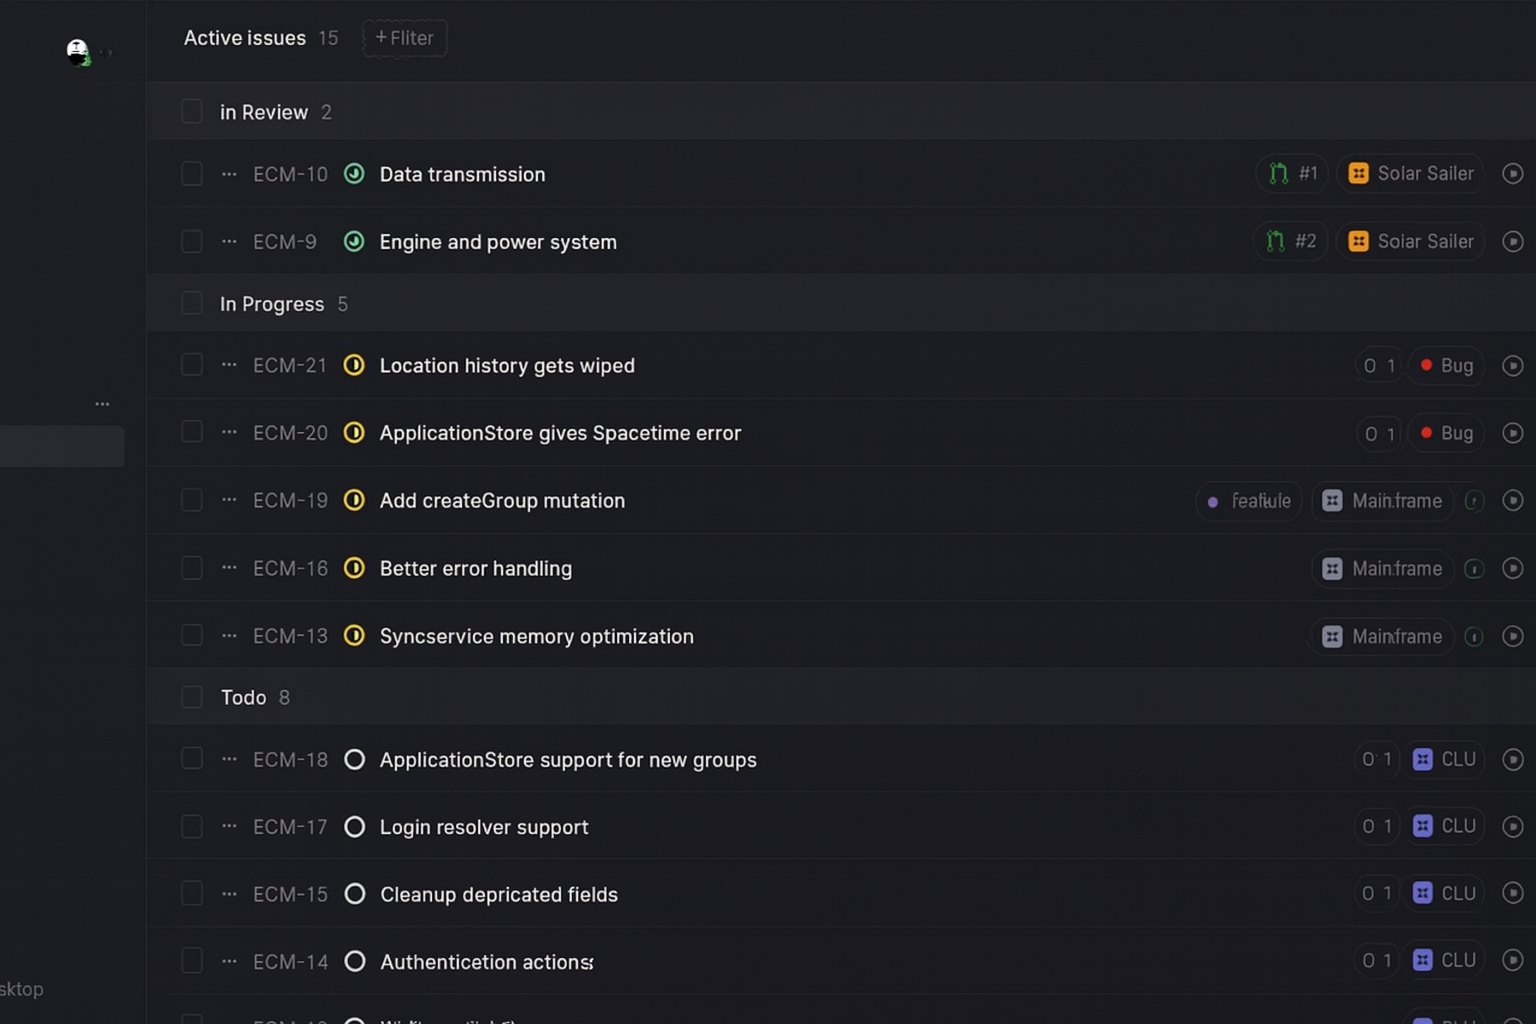 Active issues 15 + Fliter
in Review 2
ECM-10 Data transmission #1 Solar Sailer
ECM-9 Engine and power system #2 Solar Sailer
In Progress 5
ECM-21 Location history gets wiped 0 1 Bug
ECM-20 ApplicationStore gives Spacetime error 0 1 Bug
ECM-19 Add createGroup mutation Main.frame
ECM-16 Better error handling Main.frame
ECM-13 Syncservice memory optimization Mainframe
Todo 8
ECM-18 ApplicationStore support for new groups 0 1 CLU
ECM-17 Login resolver support 0 1 CLU
ECM-15 Cleanup depricated fields 0 1 CLU
ECM-14 Authenticetion actions 0 1 CLU
sktop